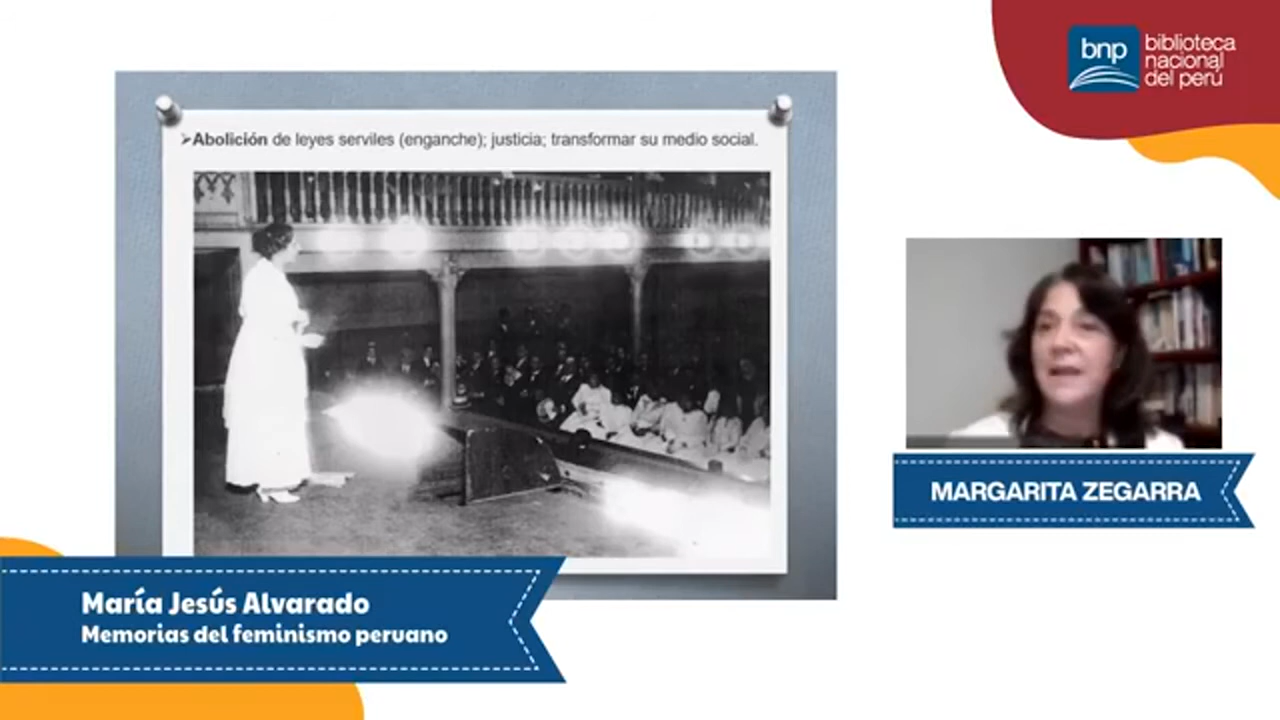 bnp
biblioteca
nacional
del perú
➢Abolición de leyes serviles (enganche); justicia; transformar su medio social.
MARGARITA ZEGARRA
María Jesús Alvarado
Memorias del feminismo peruano